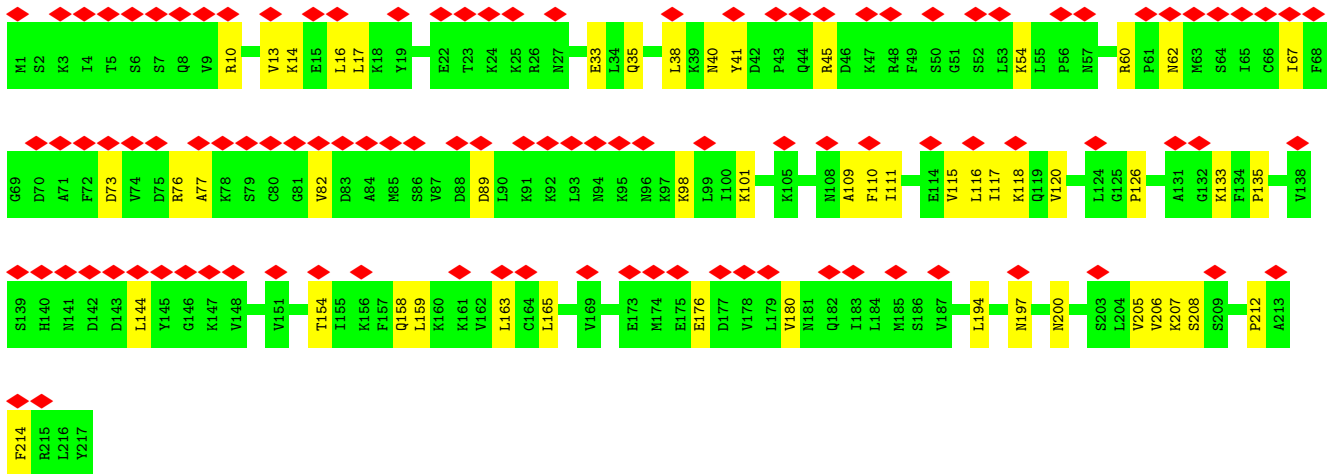 M1 S2 K3 I4 T5 S6 S7 Q8 V9 R10 V13 K14 E15 L16 L17 K18 Y19 E22 T23 K24 K25 R26 N27 E33 L34 Q35 L38 K39 N40 Y41 D42 P43 Q44 R45 D46 K47 R48 F49 S50 G51 S52 L53 K54 L55 P56 N57 R60 P61 N62 M63 S64 I65 C66 I67 F68
G69 D70 A71 F72 D73 V74 D75 R76 A77 K78 S79 C80 G81 V82 D83 A84 M85 S86 V87 D88 D89 L90 K91 K92 L93 N94 K95 N96 K97 K98 L99 I100 K101 K105 N108 A109 F110 I111 E114 V115 L116 I117 K118 Q119 V120 L124 G125 P126 A131 G132 K133 F134 P135 V138
S139 H140 N141 D142 D143 L144 Y145 G146 K147 V148 V151 T154 I155 K156 F157 Q158 L159 K160 K161 V162 L163 C164 L165 V169 E173 M174 E175 E176 D177 V178 L179 V180 N181 Q182 I183 L184 M185 S186 V187 L194 N197 N200 S203 L204 V205 V206 K207 S208 S209 P212 A213
F214 R215 L216 Y217